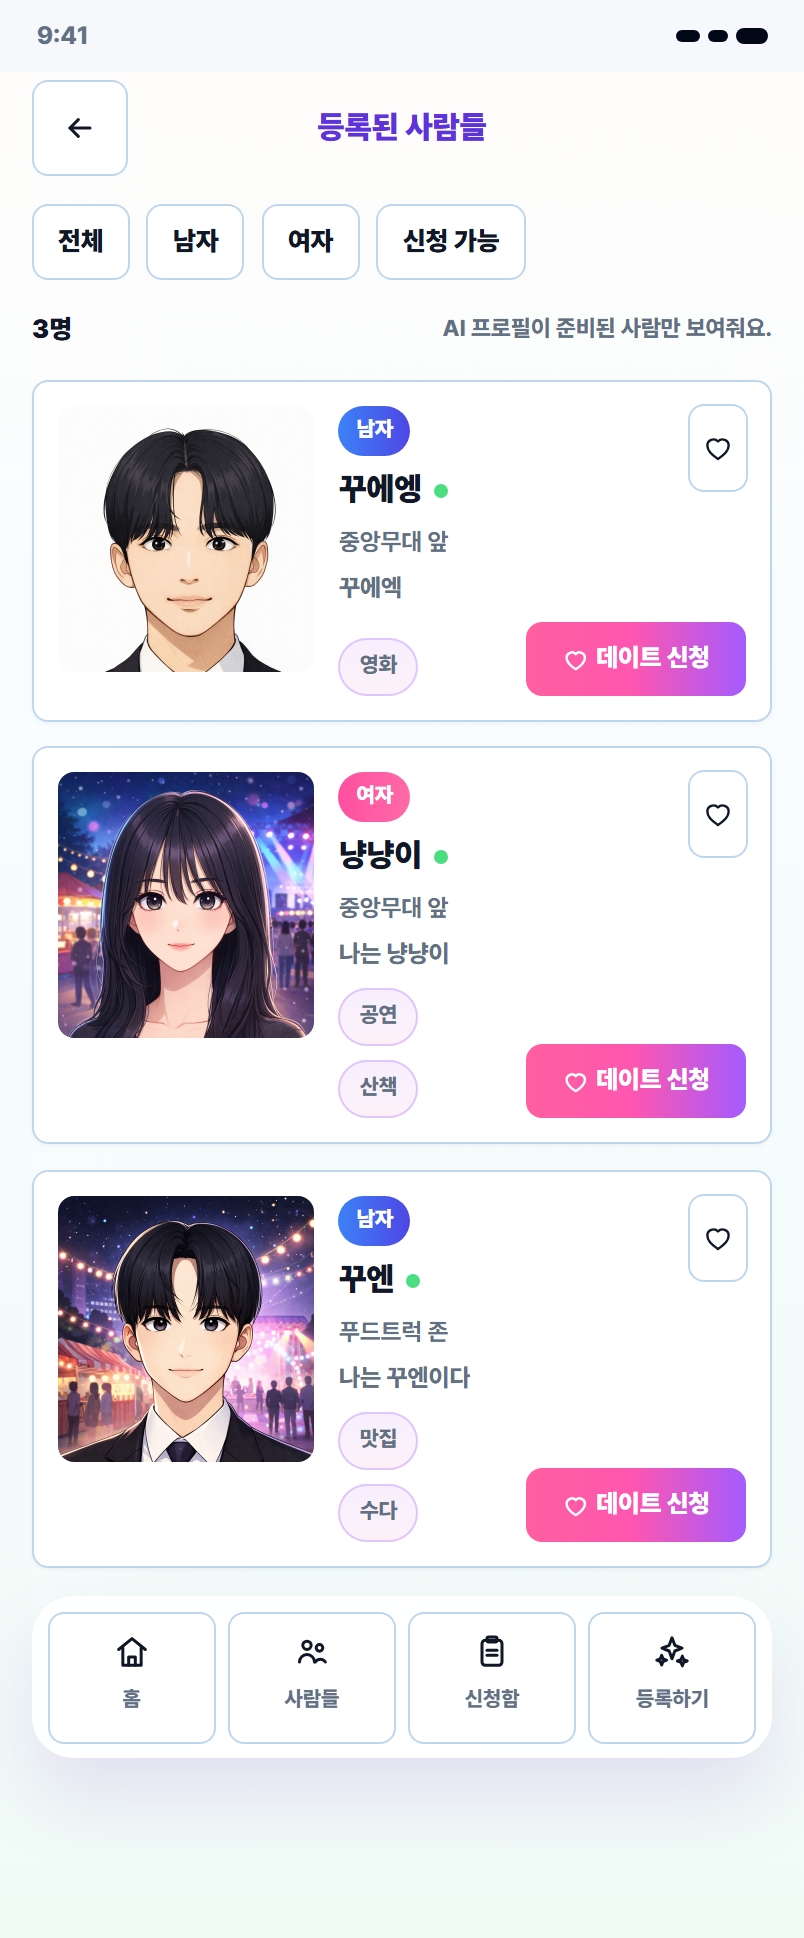 9:41
등록된 사람들
전체 남자 여자 신청 가능
3명 AI 프로필이 준비된 사람만 보여줘요.
남자
꾸에엥
중앙무대 앞
꾸에엑
영화 데이트 신청
여자
냥냥이
중앙무대 앞
나는 냥냥이
공연
산책 데이트 신청
남자
꾸엔
푸드트럭 존
나는 꾸엔이다
맛집
수다 데이트 신청
홈 사람들 신청함 등록하기